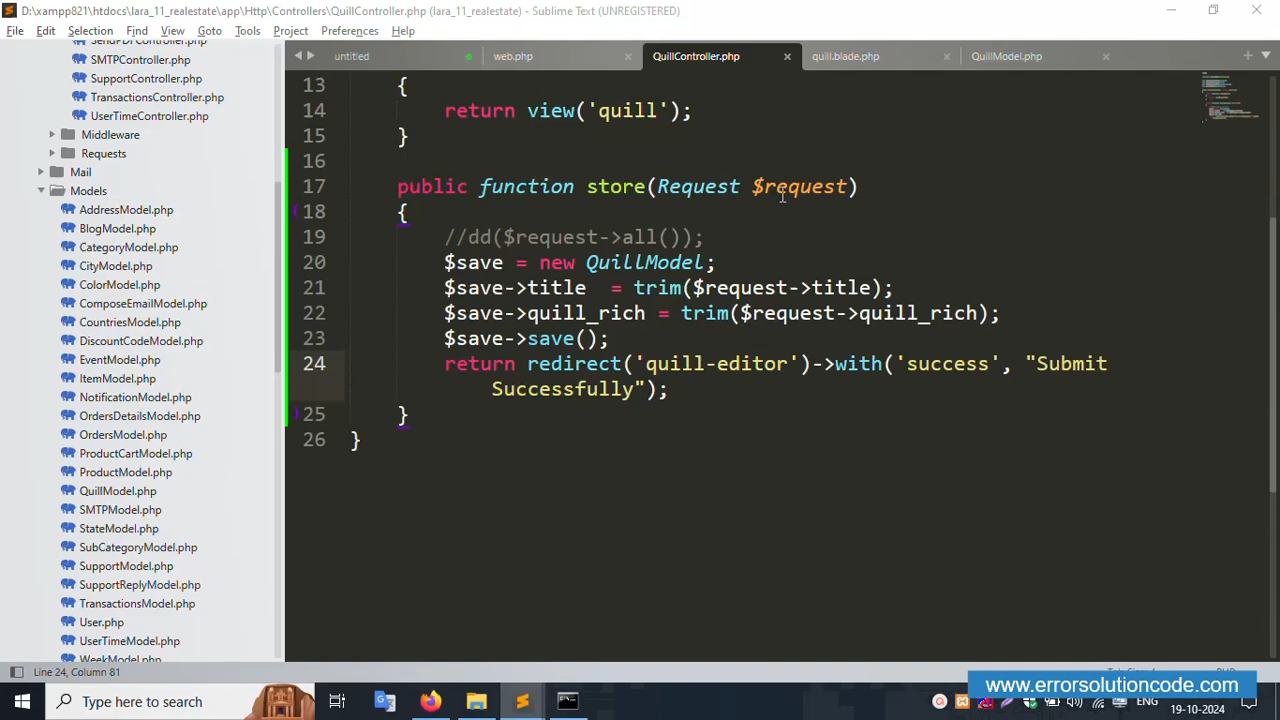 D:\xampp821\htdocs\lara_11_realestate\app\Http\Controllers\QuillController.php (lara_11_realestate) - Sublime Text (UNREGISTERED)
File Edit Selection Find View Goto Tools Project Preferences Help
SendPDFController.php
SMTPController.php
SupportController.php
TransactionsController.php
UserTimeController.php
Middleware
Requests
Mail
Models
AddressModel.php
BlogModel.php
CategoryModel.php
CityModel.php
ColorModel.php
ComposeEmailModel.php
CountriesModel.php
DiscountCodeModel.php
EventModel.php
ItemModel.php
NotificationModel.php
OrdersDetailsModel.php
OrdersModel.php
ProductCartModel.php
ProductModel.php
QuillModel.php
SMTPModel.php
StateModel.php
SubCategoryModel.php
SupportModel.php
SupportReplyModel.php
TransactionsModel.php
User.php
UserTimeModel.php
WeekModel.php
untitled web.php QuillController.php quill.blade.php QuillModel.php
13 {
14 return view('quill');
15 }
16
17 public function store(Request $request)
18 {
19 //dd($request->all());
20 $save = new QuillModel;
21 $save->title  = trim($request->title);
22 $save->quill_rich = trim($request->quill_rich);
23 $save->save();
24 return redirect('quill-editor')->with('success', "Submit
Successfully");
25 }
26 }
Line 24, Column 81
www.errorsolutioncode.com
Type here to search
ENG
19-10-2024